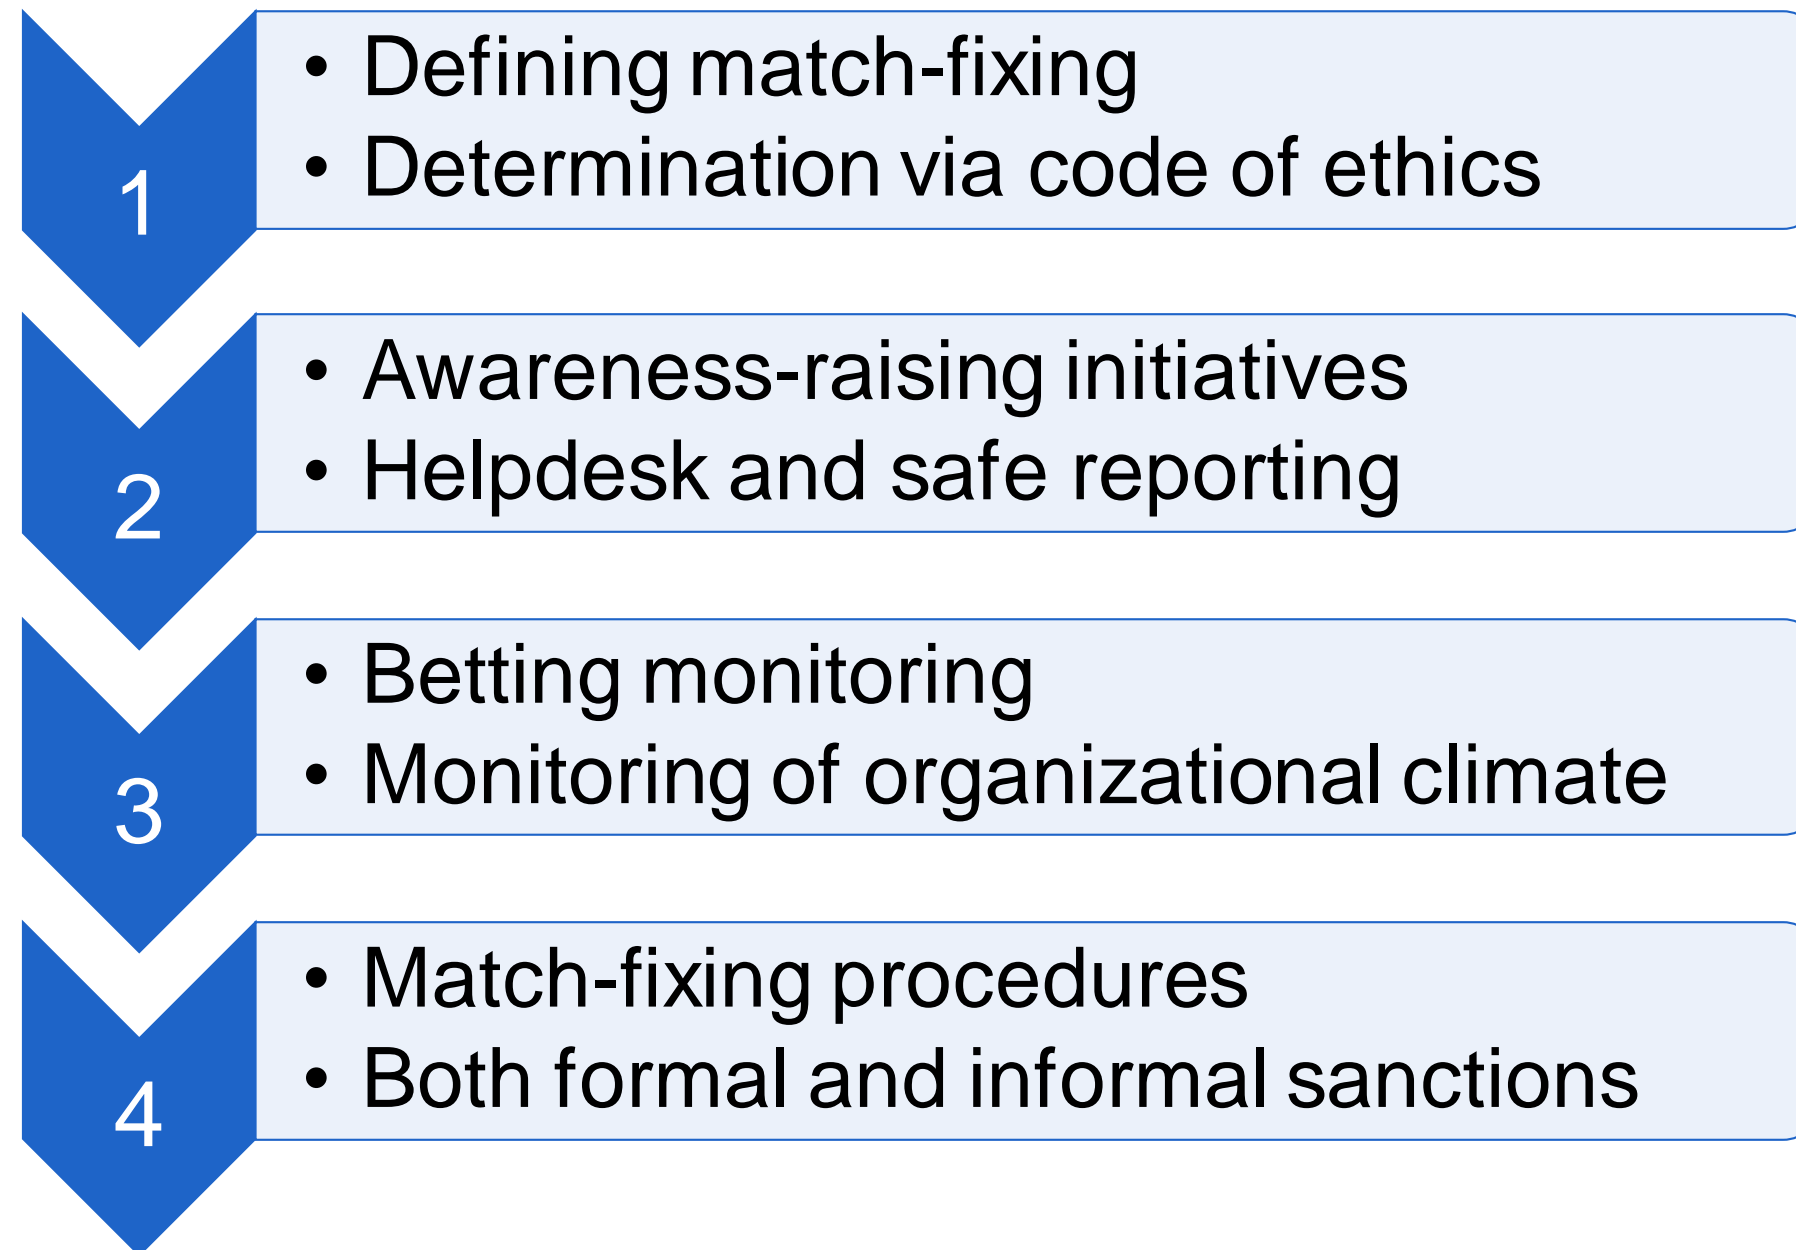 1
• Defining match-fixing
• Determination via code of ethics
2
• Awareness-raising initiatives
• Helpdesk and safe reporting
3
• Betting monitoring
• Monitoring of organizational climate
4
• Match-fixing procedures
• Both formal and informal sanctions